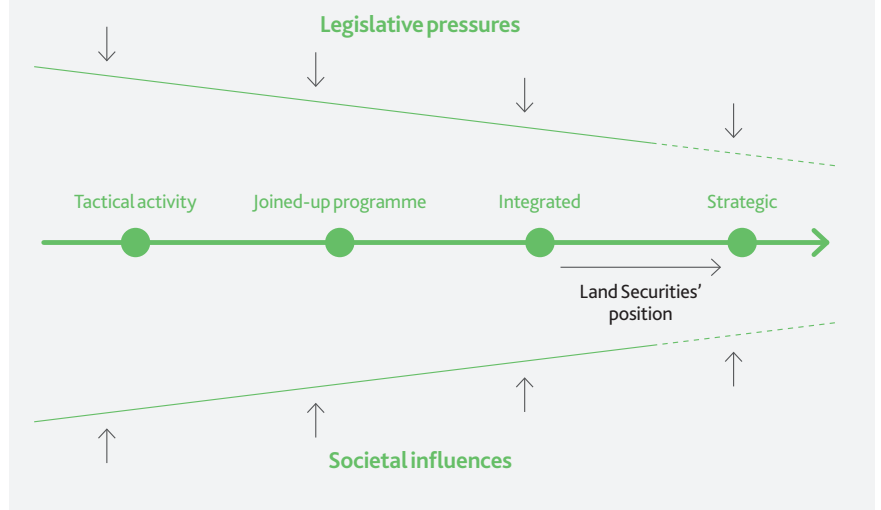 Legislative pressures
Tactical activity
Joined-up programme
Integrated
Strategic
Land Securities’
position
Societal influences